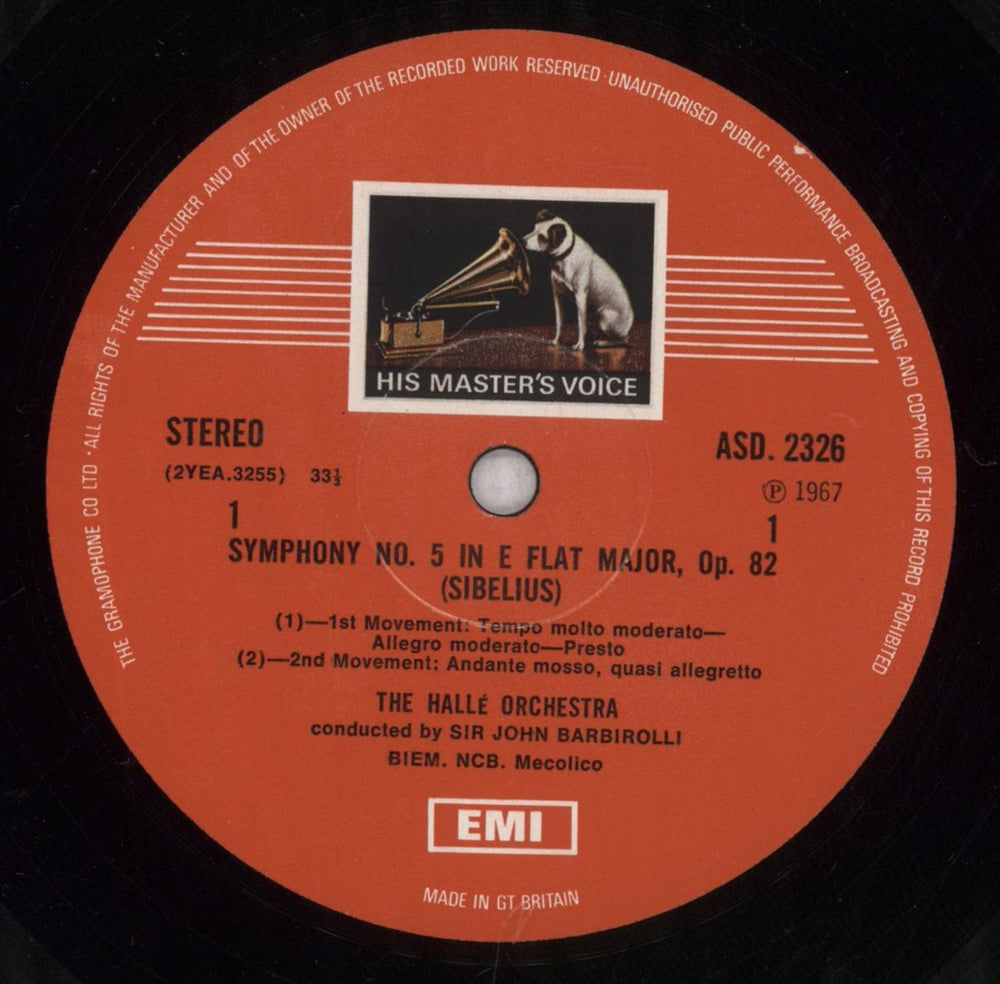 THE GRAMOPHONE CO LTD · ALL RIGHTS OF THE MANUFACTURER AND OF THE OWNER OF THE RECORDED WORK RESERVED · UNAUTHORISED PUBLIC PERFORMANCE BROADCASTING AND COPYING OF THIS RECORD PROHIBITED
HIS MASTER'S VOICE
STEREO
ASD. 2326
(2YEA.3255) 33⅓
Ⓟ 1967
1 1
SYMPHONY NO. 5 IN E FLAT MAJOR, Op. 82
(SIBELIUS)
(1)—1st Movement: Tempo molto moderato—
Allegro moderato—Presto
(2)—2nd Movement: Andante mosso, quasi allegretto
THE HALLÉ ORCHESTRA
conducted by SIR JOHN BARBIROLLI
BIEM. NCB. Mecolico
EMI
MADE IN GT BRITAIN